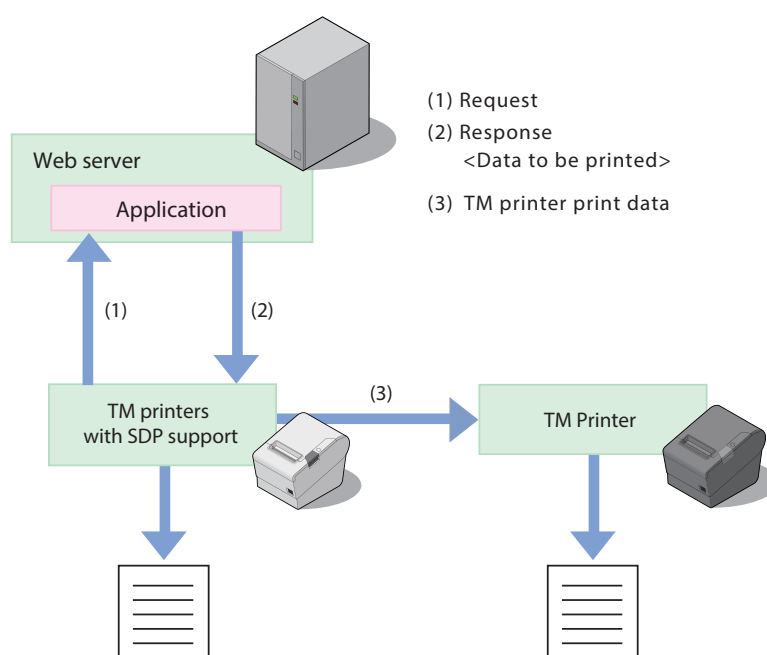 (1) Request
(2) Response
<Data to be printed>
(3) TM printer print data
Web server
Application
(1)
(2)
(3)
TM printers
with SDP support
TM Printer